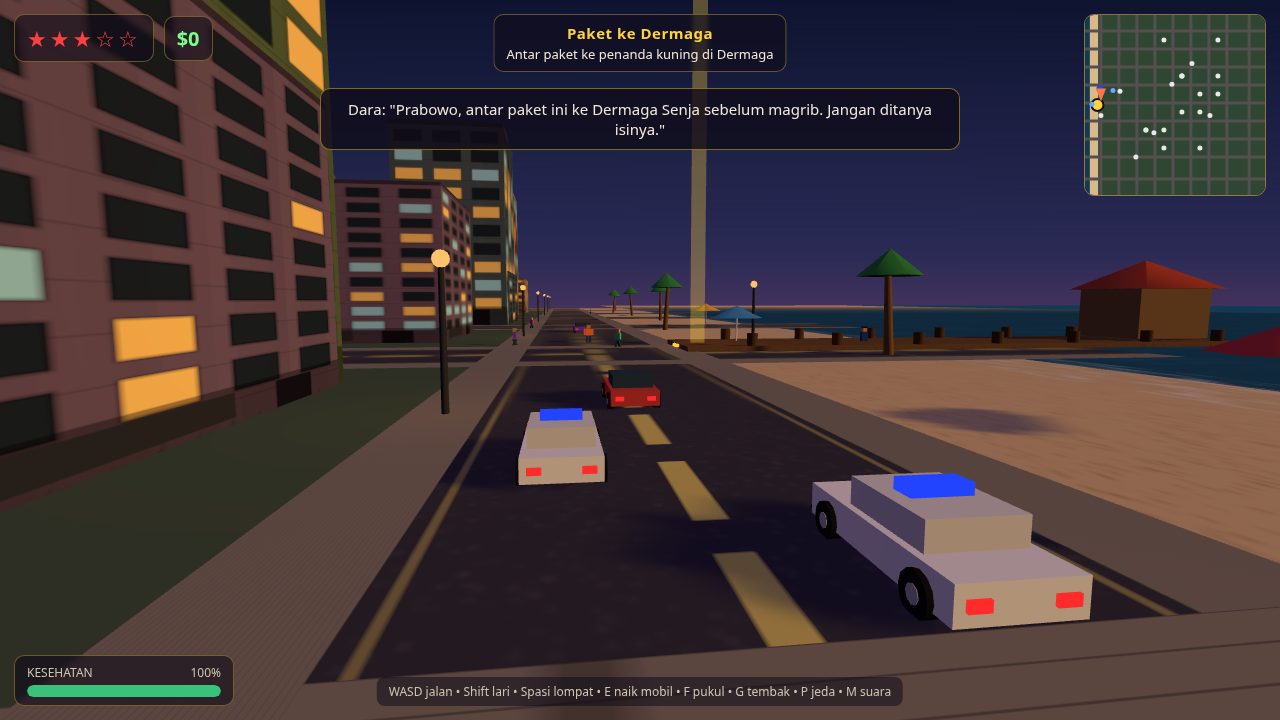 ★★★☆☆
$0
Paket ke Dermaga
Antar paket ke penanda kuning di Dermaga
Dara: "Prabowo, antar paket ini ke Dermaga Senja sebelum magrib. Jangan ditanya
isinya."
KESEHATAN 100%
WASD jalan • Shift lari • Spasi lompat • E naik mobil • F pukul • G tembak • P jeda • M suara